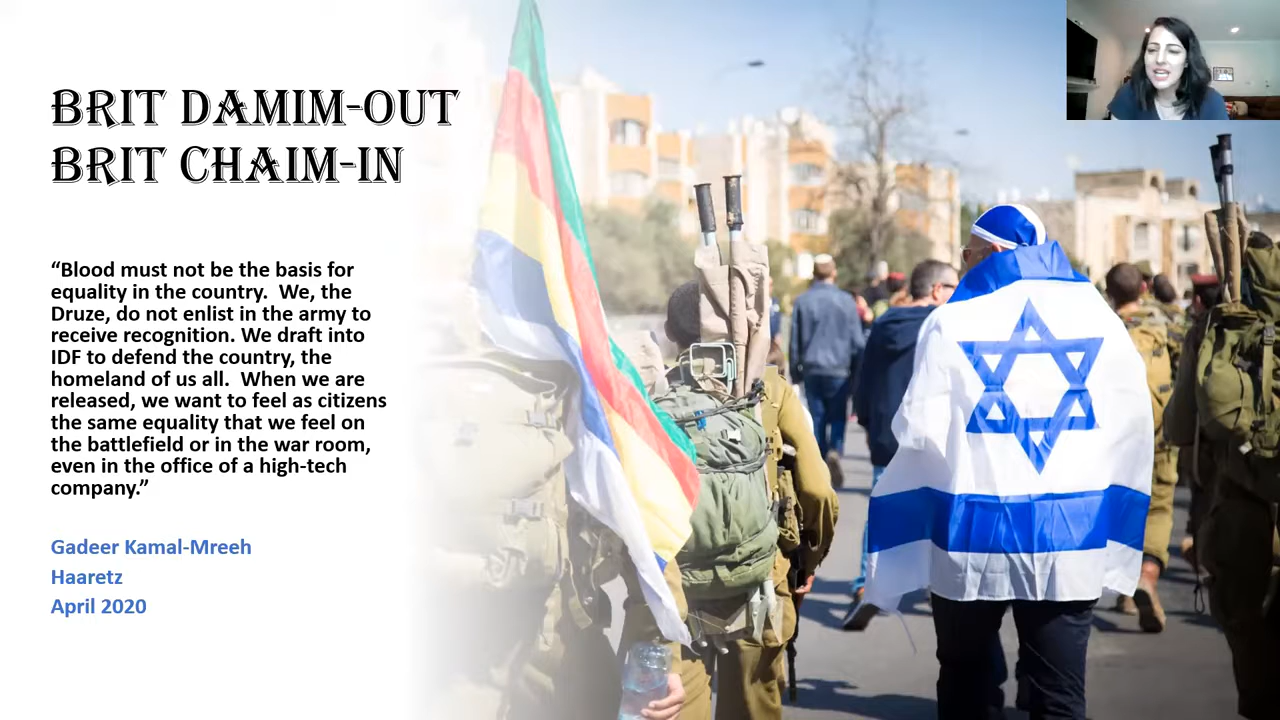 BRIT DAMIM-OUT
BRIT CHAIM-IN
“Blood must not be the basis for
equality in the country.  We, the
Druze, do not enlist in the army to
receive recognition. We draft into
IDF to defend the country, the
homeland of us all.  When we are
released, we want to feel as citizens
the same equality that we feel on
the battlefield or in the war room,
even in the office of a high-tech
company.”
Gadeer Kamal-Mreeh
Haaretz
April 2020